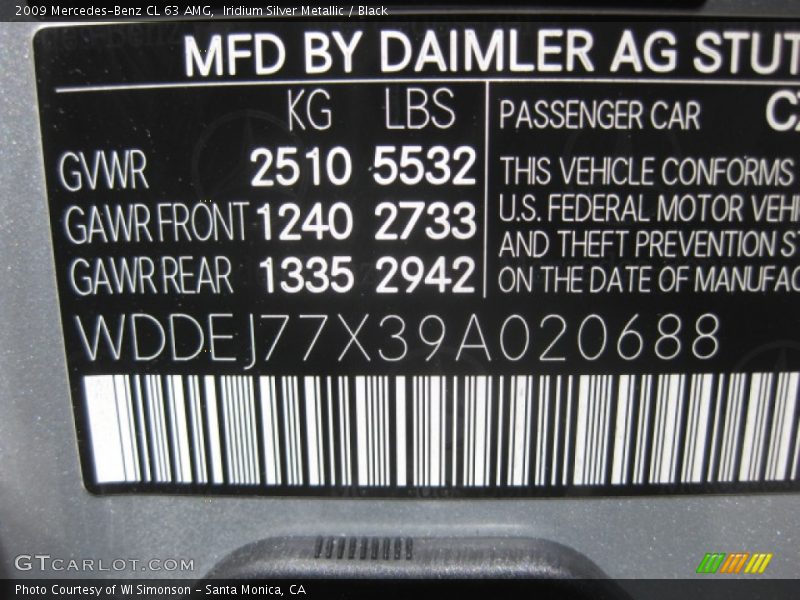 2009 Mercedes-Benz CL 63 AMG, Iridium Silver Metallic / Black
MFD BY DAIMLER AG STUT
KG LBS
GVWR 2510 5532
GAWR FRONT 1240 2733
GAWR REAR 1335 2942
PASSENGER CAR
THIS VEHICLE CONFORMS
U.S. FEDERAL MOTOR VEHI
AND THEFT PREVENTION ST
ON THE DATE OF MANUFAC
WDDEJ77X39A020688
GTCARLOT.COM
Photo Courtesy of WI Simonson - Santa Monica, CA